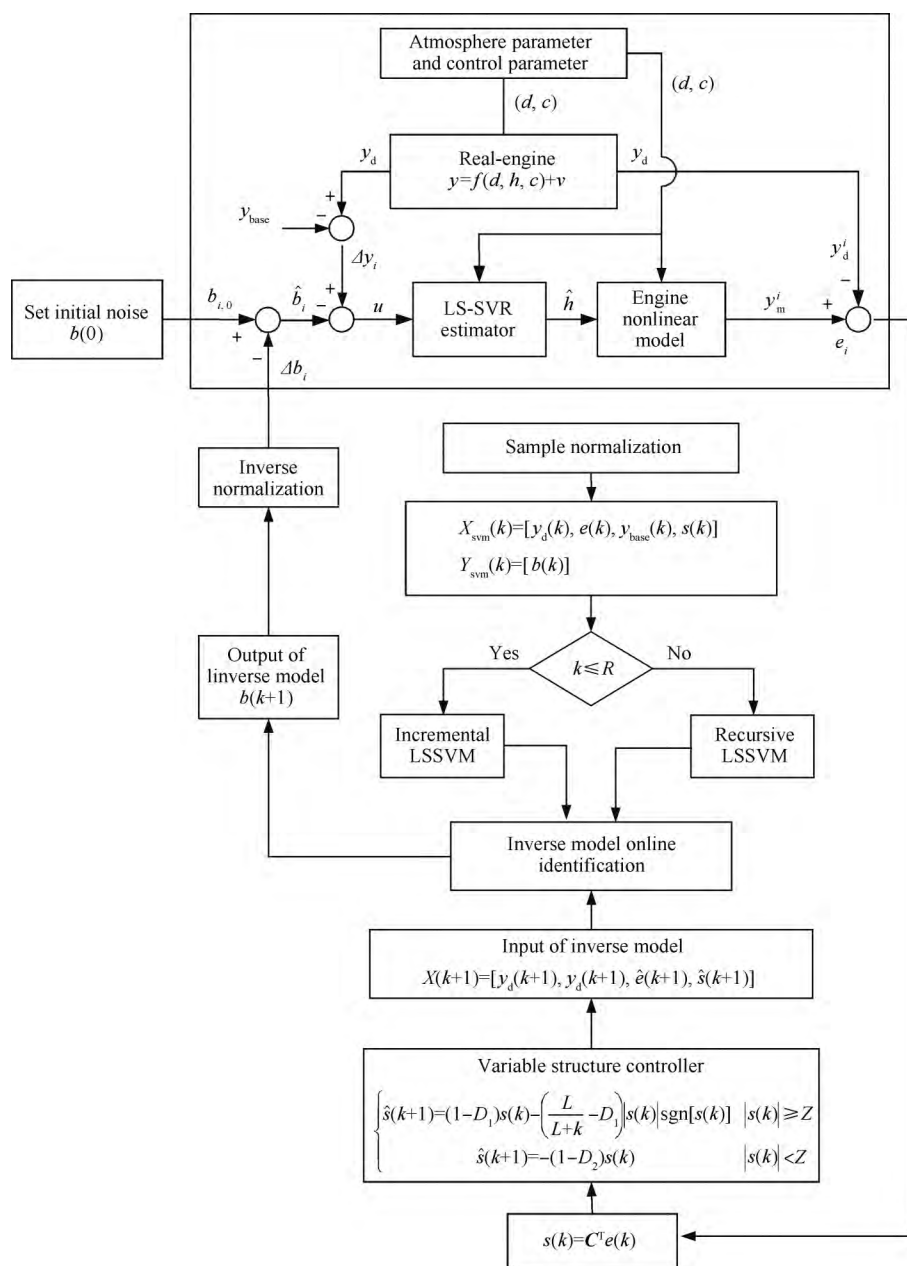 Atmosphere parameter
and control parameter
(d, c)
(d, c)
y_d
Real-engine
y=f(d, h, c)+v
y_d
+
−
y_base
Δy_i
y_d^i
Set initial noise
b(0)
b_{i,0}
+
−
b̂_i
−
+
u
LS-SVR
estimator
ĥ
Engine
nonlinear
model
y_m^i
+
−
e_i
Δb_i
Inverse
normalization
Sample normalization
X_svm(k)=[y_d(k), e(k), y_base(k), s(k)]
Y_svm(k)=[b(k)]
Yes
k≤R
No
Output of
linverse model
b(k+1)
Incremental
LSSVM
Recursive
LSSVM
Inverse model online
identification
Input of inverse model
X(k+1)=[y_d(k+1), y_d(k+1), ê(k+1), ŝ(k+1)]
Variable structure controller
ŝ(k+1)=(1−D_1)s(k)−(L/(L+k)−D_1)|s(k)|sgn[s(k)] |s(k)|≥Z
ŝ(k+1)=−(1−D_2)s(k) |s(k)|<Z
s(k)=C^T e(k)